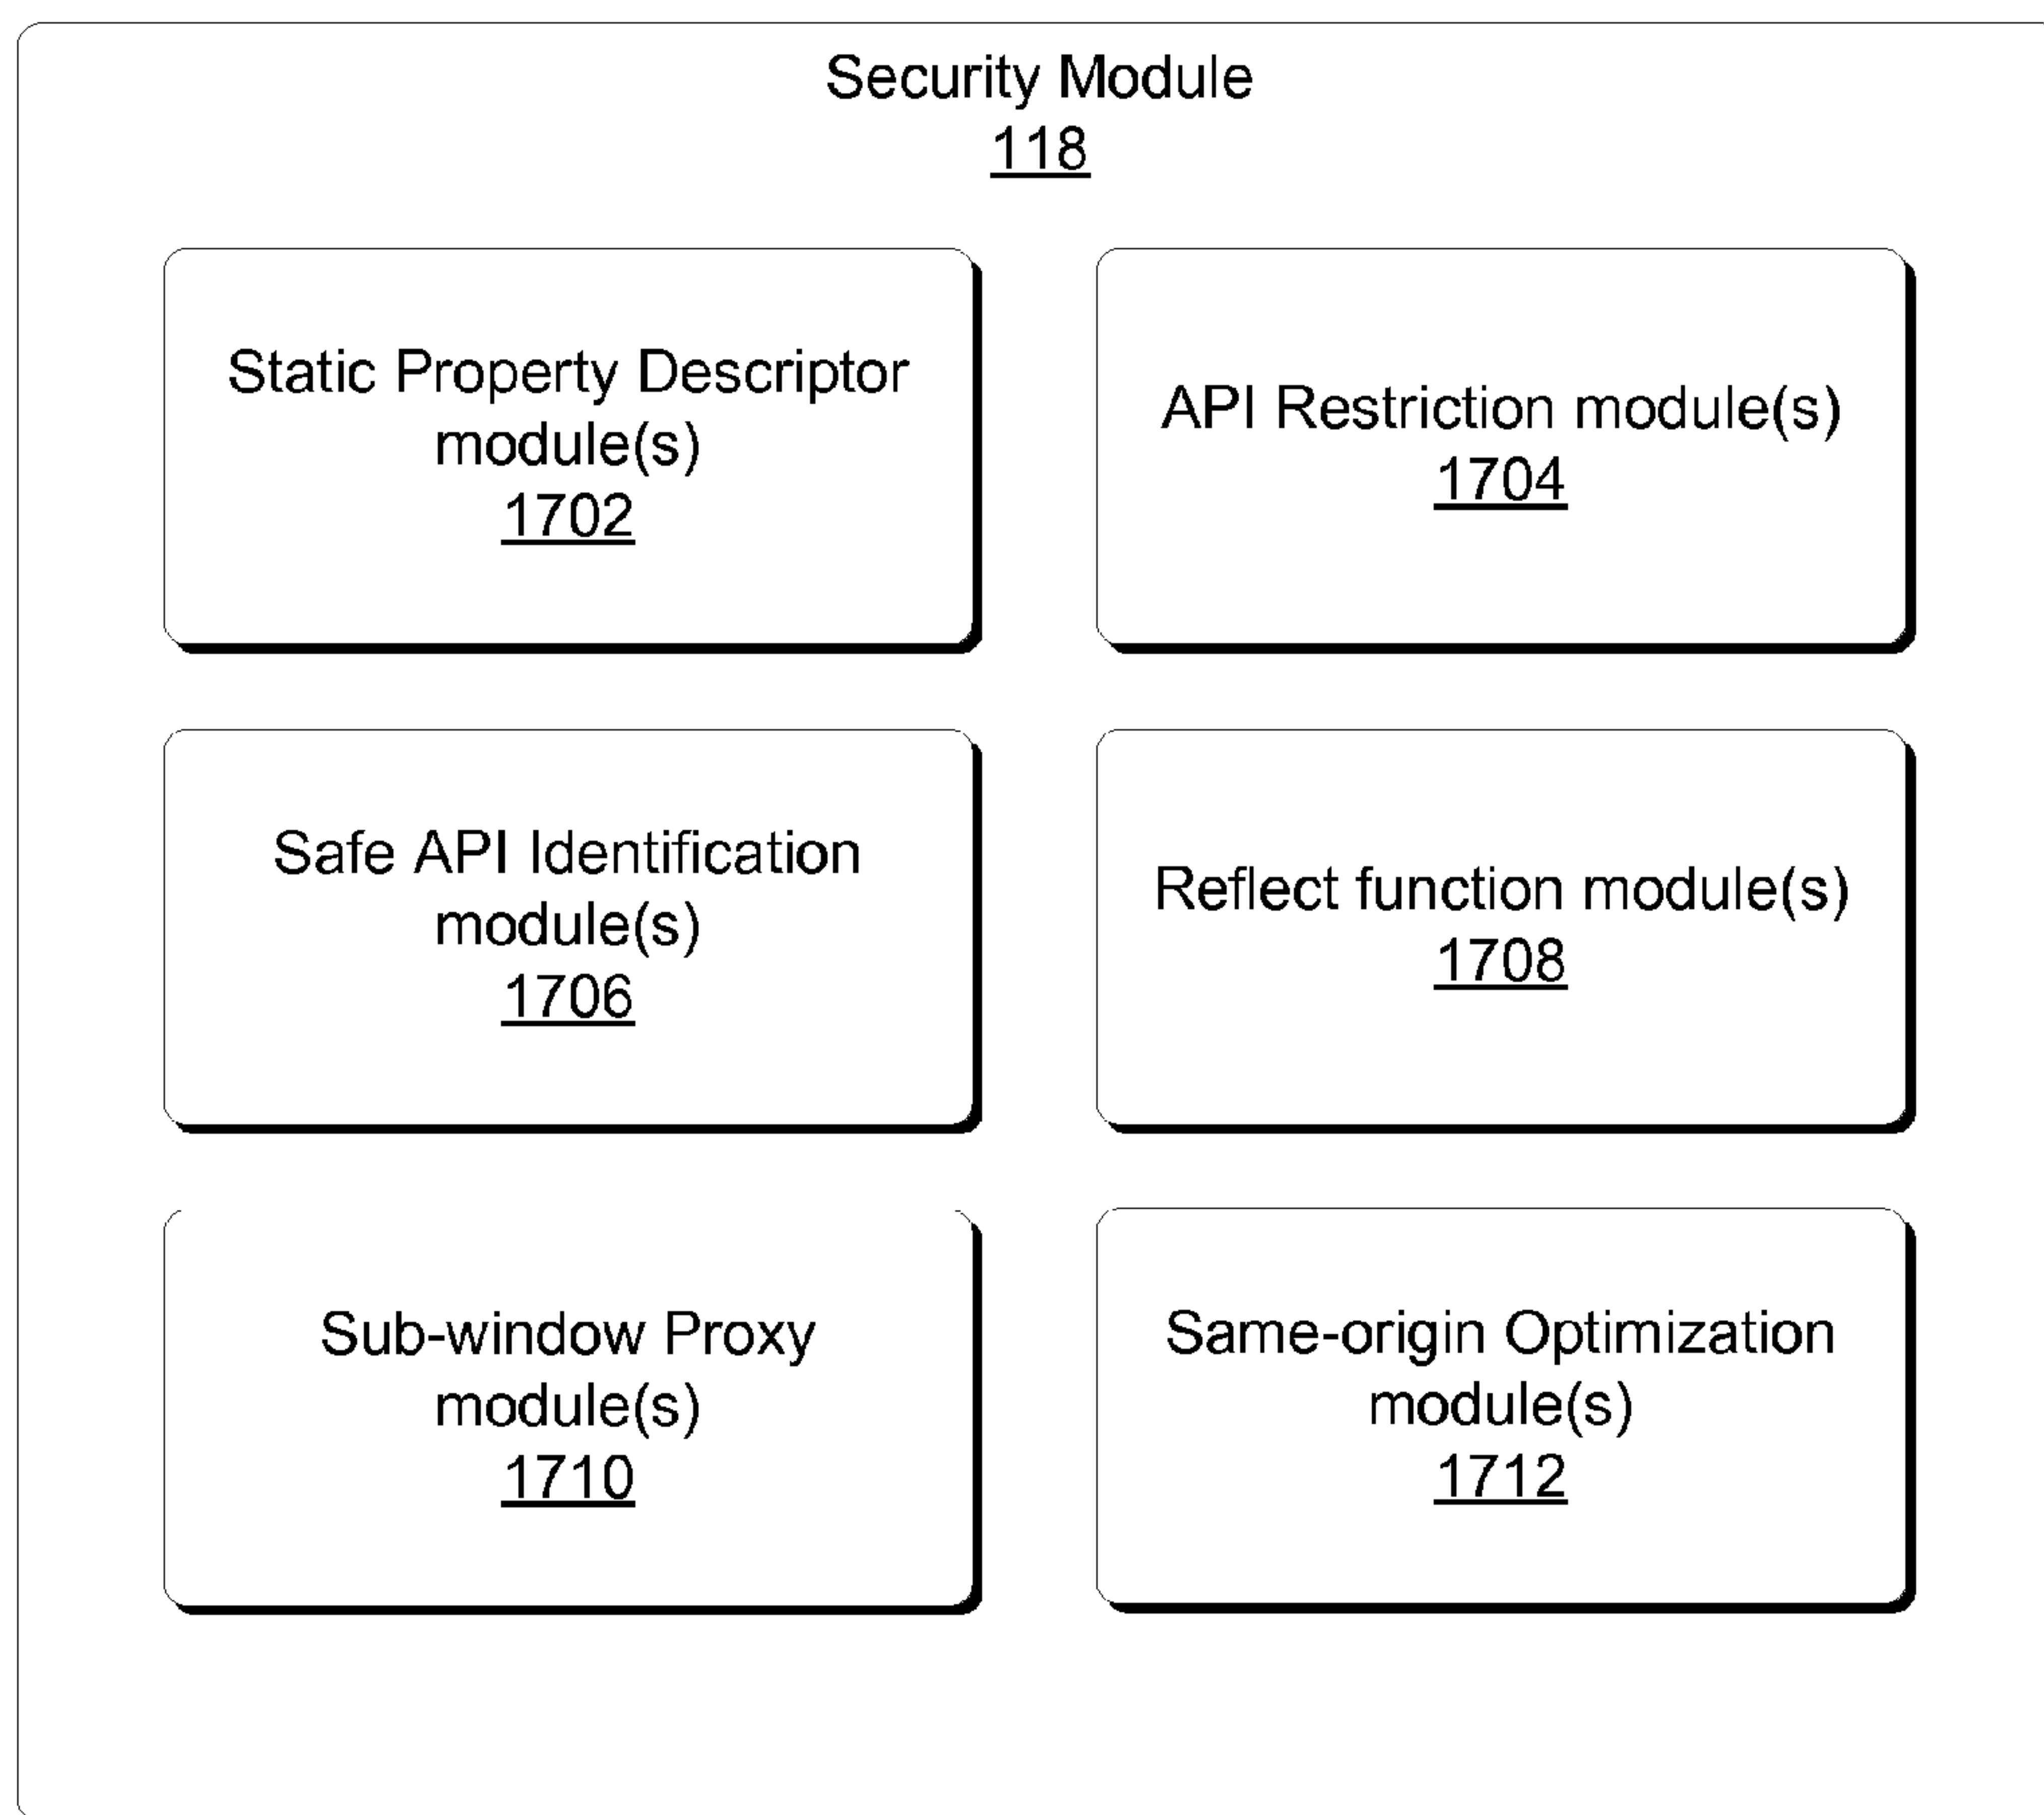 Security Module
118
Static Property Descriptor
module(s)
1702
API Restriction module(s)
1704
Safe API Identification
module(s)
1706
Reflect function module(s)
1708
Sub-window Proxy
module(s)
1710
Same-origin Optimization
module(s)
1712